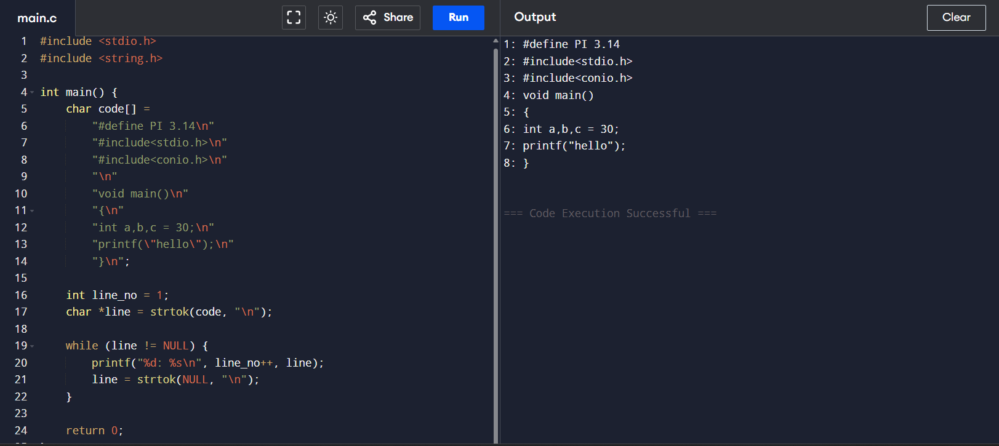 main.c
Share
Run
Output
Clear
1 #include <stdio.h>
2 #include <string.h>
3
4 int main() {
5 char code[] =
6 "#define PI 3.14\n"
7 "#include<stdio.h>\n"
8 "#include<conio.h>\n"
9 "\n"
10 "void main()\n"
11 "{\n"
12 "int a,b,c = 30;\n"
13 "printf(\"hello\");\n"
14 "}\n";
15
16 int line_no = 1;
17 char *line = strtok(code, "\n");
18
19 while (line != NULL) {
20 printf("%d: %s\n", line_no++, line);
21 line = strtok(NULL, "\n");
22 }
23
24 return 0;
1: #define PI 3.14
2: #include<stdio.h>
3: #include<conio.h>
4: void main()
5: {
6: int a,b,c = 30;
7: printf("hello");
8: }
=== Code Execution Successful ===